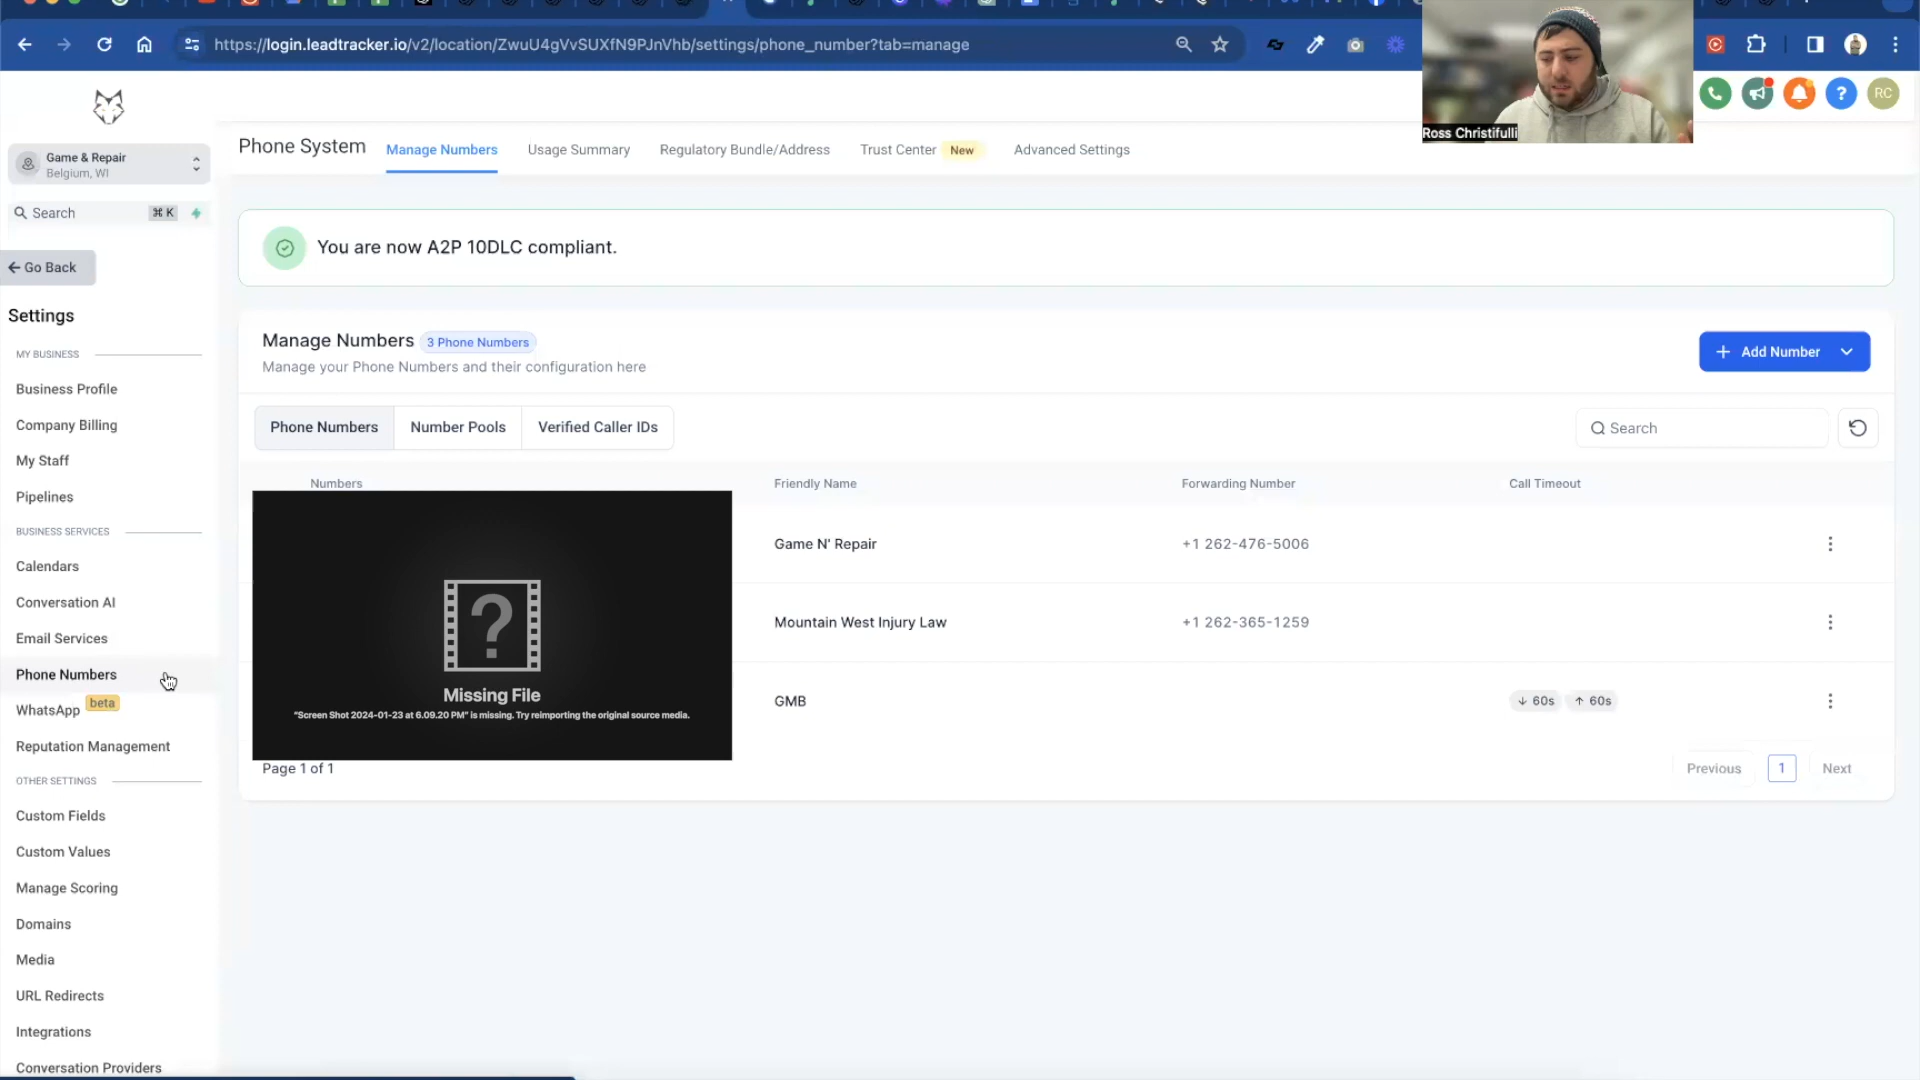 https://login.leadtracker.io/v2/location/ZwuU4gVvSUXfN9PJnVhb/settings/phone_number?tab=manage
Ross Christifulli
RC
Game & Repair
Belgium, WI
Search
⌘ K
Go Back
Settings
MY BUSINESS
Business Profile
Company Billing
My Staff
Pipelines
BUSINESS SERVICES
Calendars
Conversation AI
Email Services
Phone Numbers
WhatsApp beta
Reputation Management
OTHER SETTINGS
Custom Fields
Custom Values
Manage Scoring
Domains
Media
URL Redirects
Integrations
Conversation Providers
Phone System
Manage Numbers
Usage Summary
Regulatory Bundle/Address
Trust Center New
Advanced Settings
You are now A2P 10DLC compliant.
Manage Numbers 3 Phone Numbers
Manage your Phone Numbers and their configuration here
+ Add Number
Phone Numbers
Number Pools
Verified Caller IDs
Search
Numbers
Friendly Name
Forwarding Number
Call Timeout
Game N' Repair
+1 262-476-5006
Mountain West Injury Law
+1 262-365-1259
GMB
↓ 60s ↑ 60s
?
Missing File
"Screen Shot 2024-01-23 at 6.09.20 PM" is missing. Try reimporting the original source media.
Page 1 of 1
Previous
1
Next